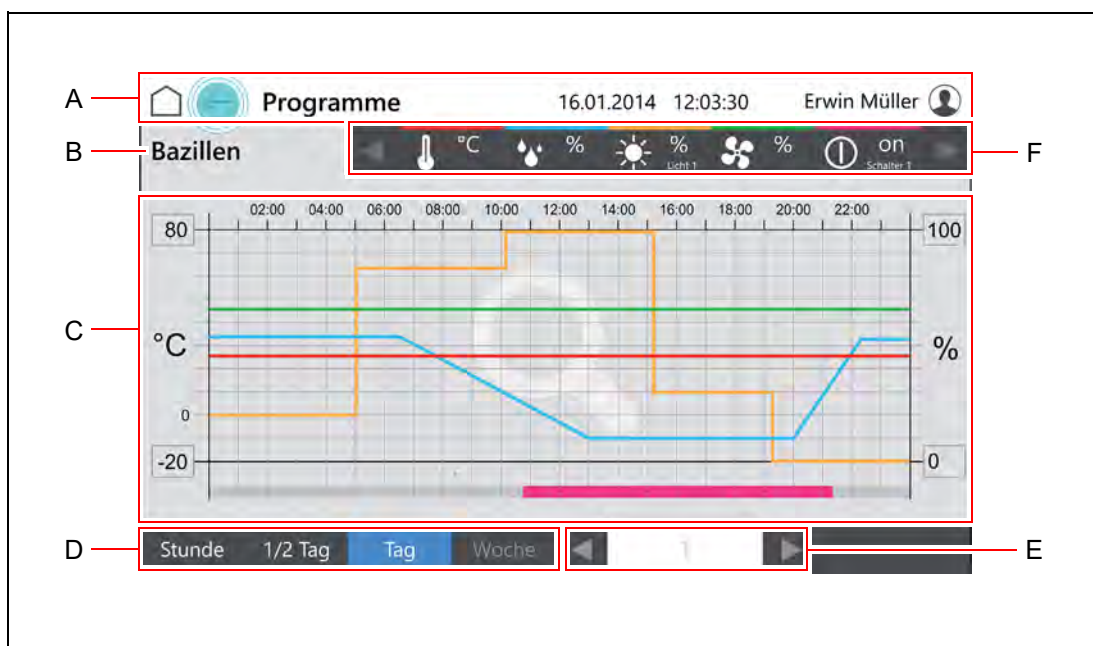 A
Programme 16.01.2014 12:03:30 Erwin Müller
B
Bazillen
°C % % % on
Licht 1 Schalter 1
F
02:00 04:00 06:00 08:00 10:00 12:00 14:00 16:00 18:00 20:00 22:00
80 100
C
°C %
0
-20 0
D
Stunde 1/2 Tag Tag Woche
1
E